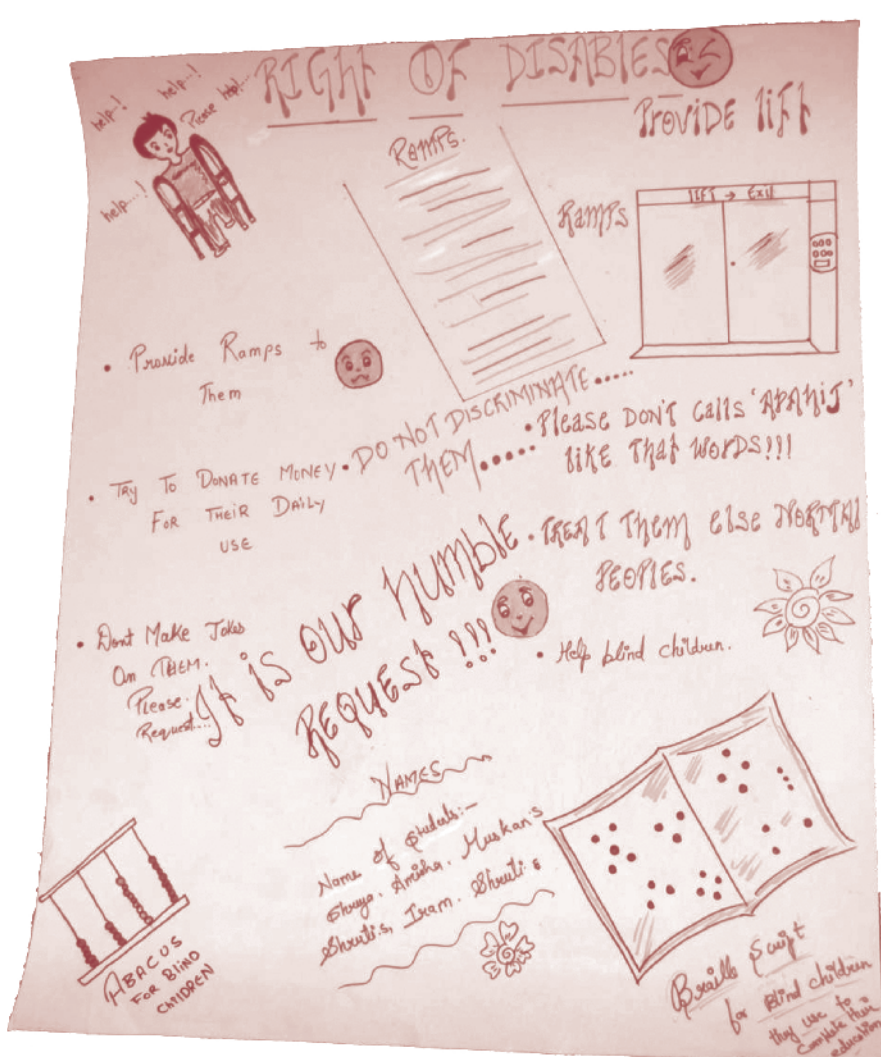 RIGHT OF DISABLES
help..!
help...!
Please help...
help...!
Ramps.
PROVIDE lift
Ramps
LIFT → EXIT
• Provide Ramps to
Them
• DO NOT DISCRIMINATE.....
THEM.....
• Please DON'T calls 'APAHIJ'
like That words!!!
• Try To DONATE MONEY
FOR THEIR DAILY
USE
• TREAT Them else NORMAL
PEOPLES.
• Dont Make Jokes
On THEM.
Please.
Request....
It is our humble
REQUEST !!!
• Help blind children.
NAMES
Name of Students:-
Shreya, Amisha, Muskan.s
Shruti.s, Iram. Shruti.E
ABACUS
FOR BLIND
CHILDREN
Braille Script
for Blind children
they use to
Complete their
education